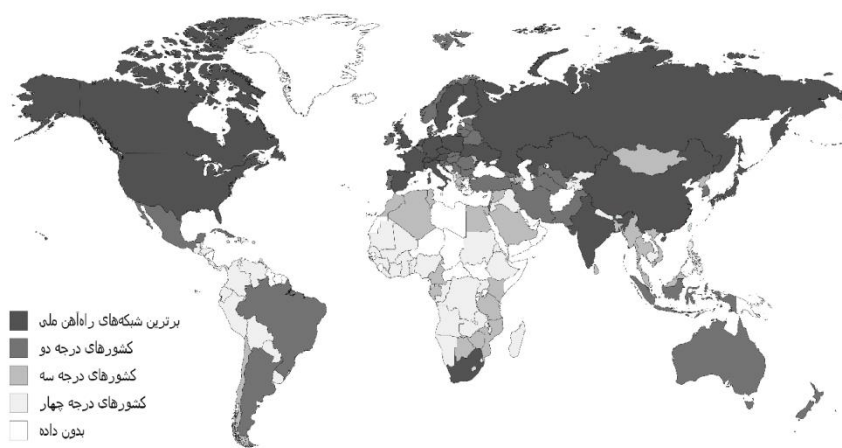 برترین شبکه‌های راه‌آهن ملی
کشورهای درجه دو
کشورهای درجه سه
کشورهای درجه چهار
بدون داده